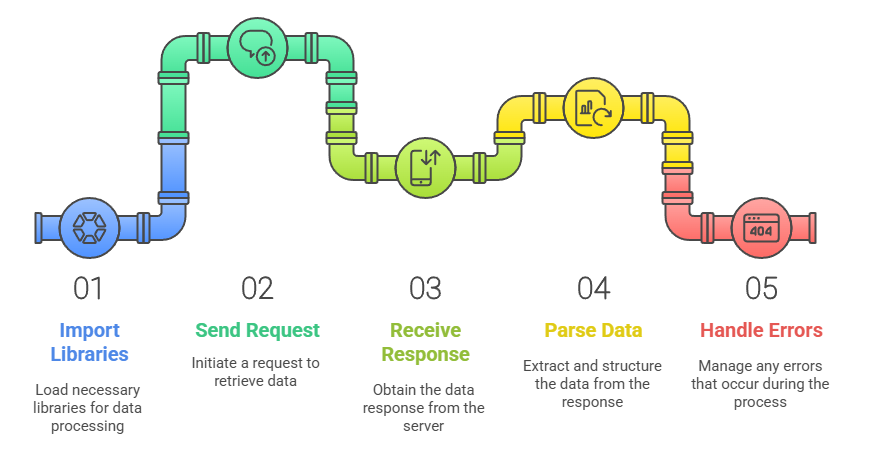 404
01
02
03
04
05
Import
Libraries
Send Request
Receive
Response
Parse Data
Handle Errors
Load necessary
libraries for data
processing
Initiate a request to
retrieve data
Obtain the data
response from the
server
Extract and structure
the data from the
response
Manage any errors
that occur during the
process